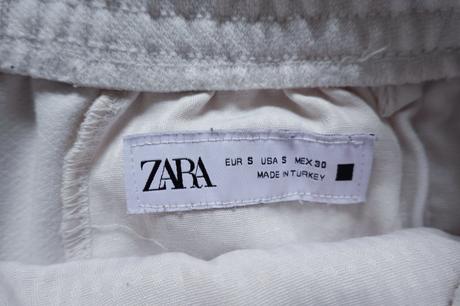 ZARA
EUR S USA S MEX 30
MADE IN TURKEY